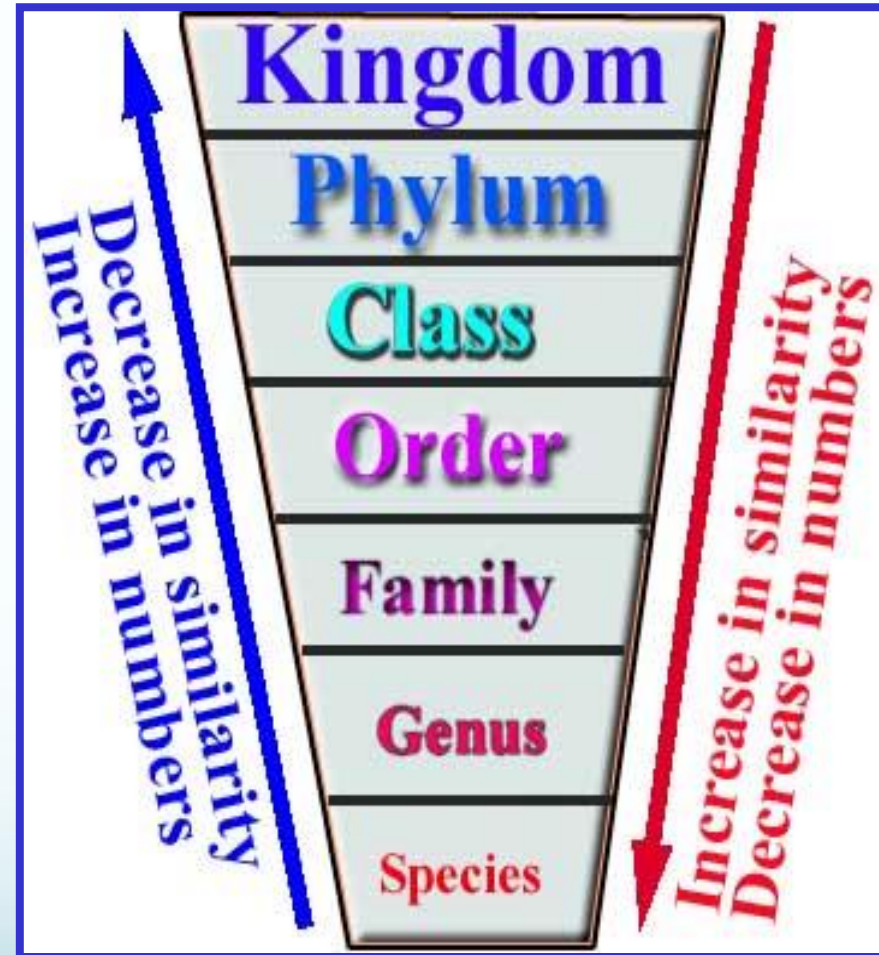 Kingdom
Phylum
Class
Order
Family
Genus
Species
Decrease in similarity
Increase in numbers
Increase in similarity
Decrease in numbers